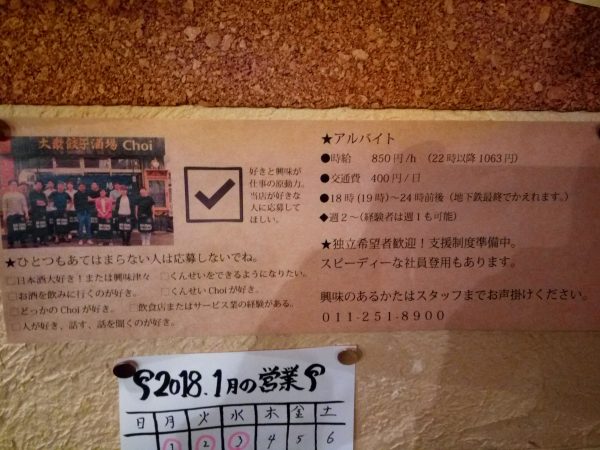 大衆餃子酒場 Choi
好きと興味が
仕事の原動力。
当店が好きな
人に応募して
ほしい。
★ひとつもあてはまらない人は応募しないでね。
□日本酒大好き！または興味津々 □くんせいをできるようになりたい。
□お酒を飲みに行くのが好き。 □くんせいChoiが好き。
□どっかのChoiが好き。 □飲食店またはサービス業の経験がある。
□人が好き、話す、話を聞くのが好き。
★アルバイト
●時給 850円/h （22時以降1063円）
●交通費 400円/日
●18時（19時）〜24時前後（地下鉄最終でかえれます。）
◆週2〜（経験者は週1も可能）
★独立希望者歓迎！支援制度準備中。
スピーディーな社員登用もあります。
興味のあるかたはスタッフまでお声掛けください。
011-251-8900
2018.1月の営業
日 月 火 水 木 金 土
1 2 3 4 5 6